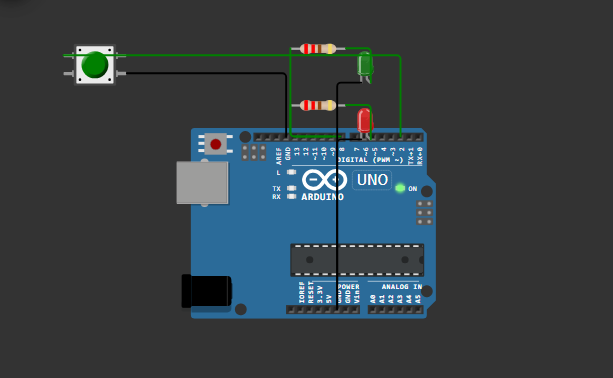 AREF
GND
13
12
~11
~10
~9
8
7
~6
~5
4
~3
2
TX→1
RX←0
DIGITAL (PWM ~)
L
TX
RX
UNO
ON
ARDUINO
IOREF
RESET
3.3V
5V
GND
GND
Vin
POWER
ANALOG IN
A0
A1
A2
A3
A4
A5